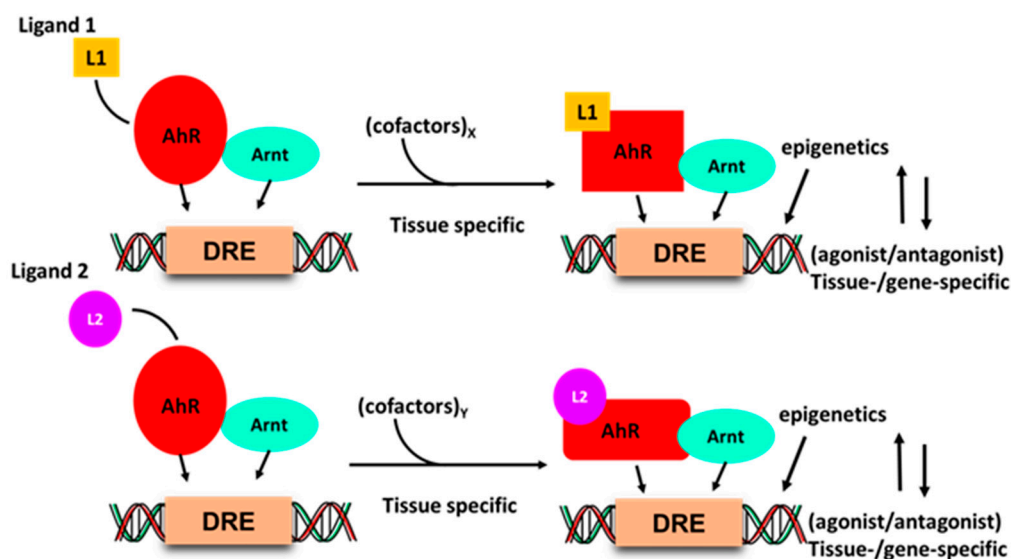 Ligand 1
L1
AhR
Arnt
DRE
(cofactors)X
Tissue specific
L1
AhR
Arnt
epigenetics
DRE
(agonist/antagonist)
Tissue-/gene-specific
Ligand 2
L2
AhR
Arnt
DRE
(cofactors)Y
Tissue specific
L2
AhR
Arnt
epigenetics
DRE
(agonist/antagonist)
Tissue-/gene-specific